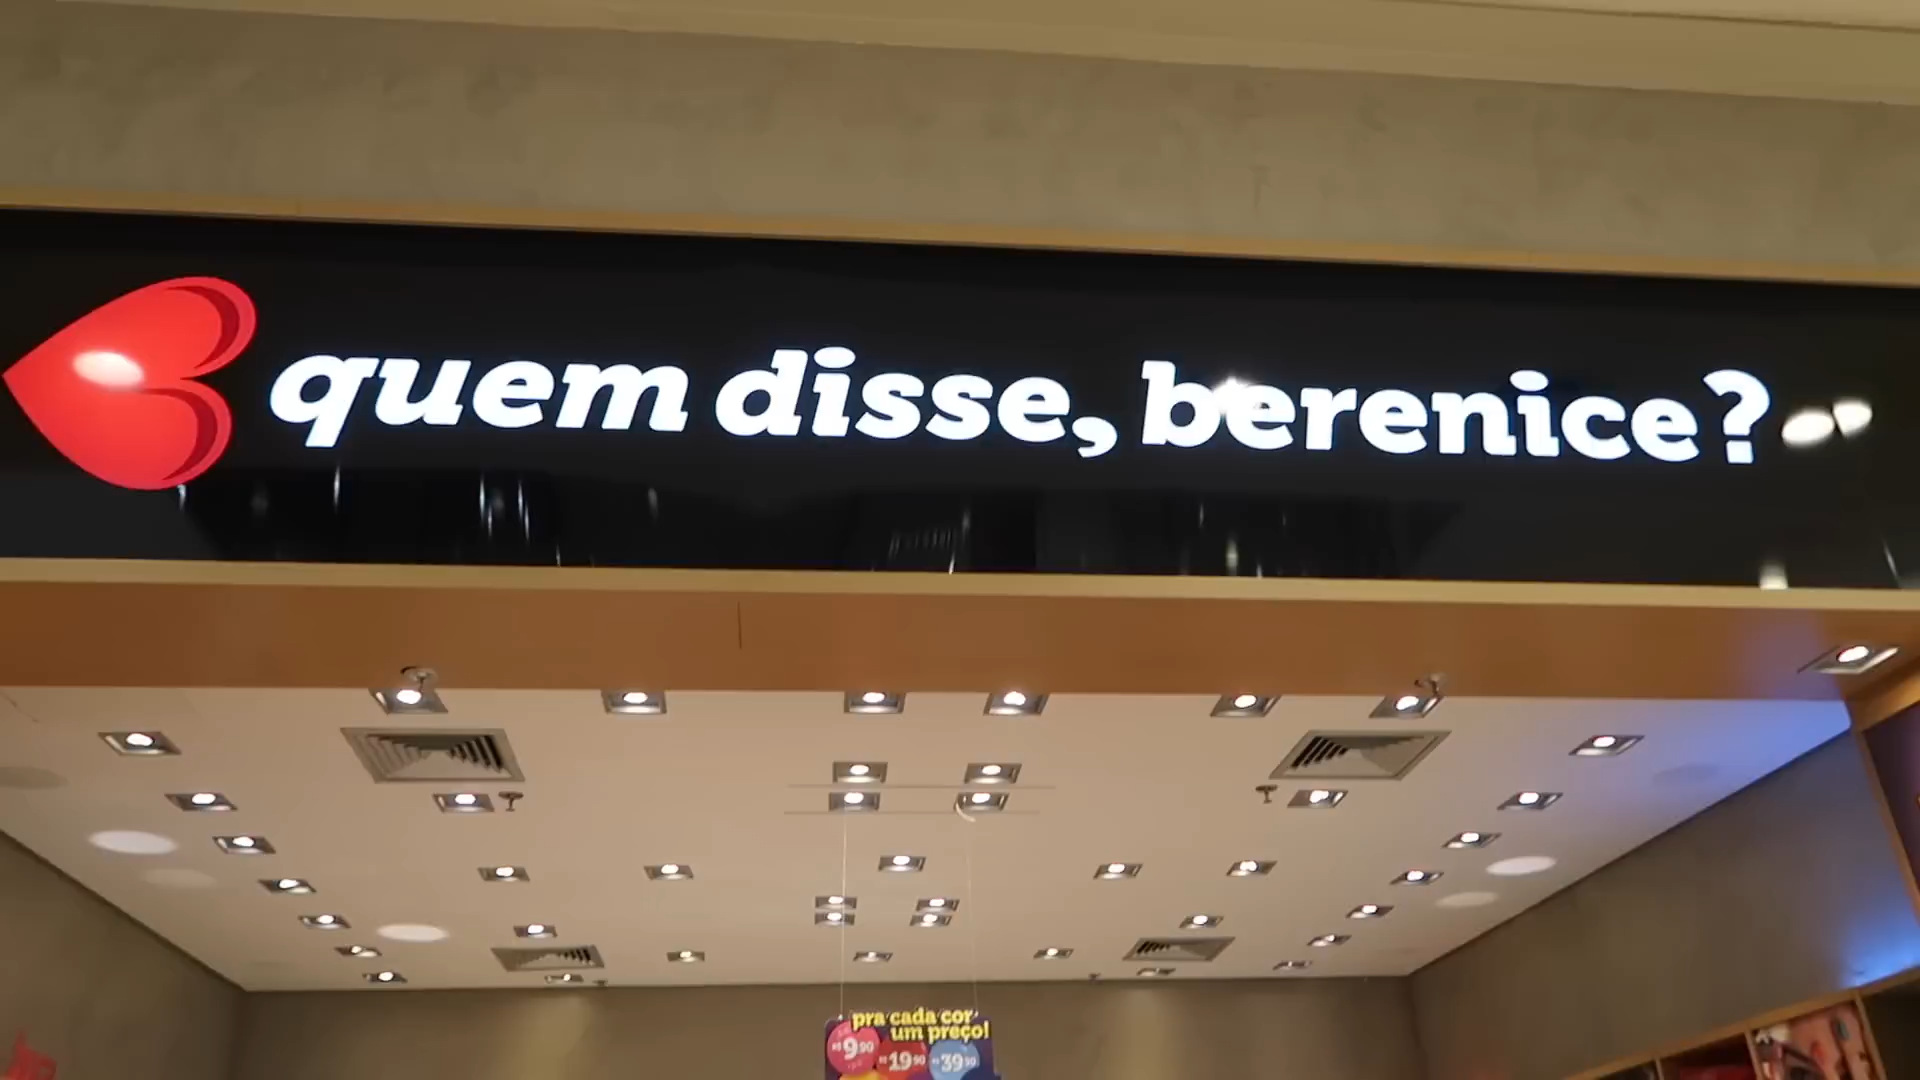 quem disse, berenice?
pra cada cor
um preço!
R$ 9,90
R$ 19,90
R$ 39,90